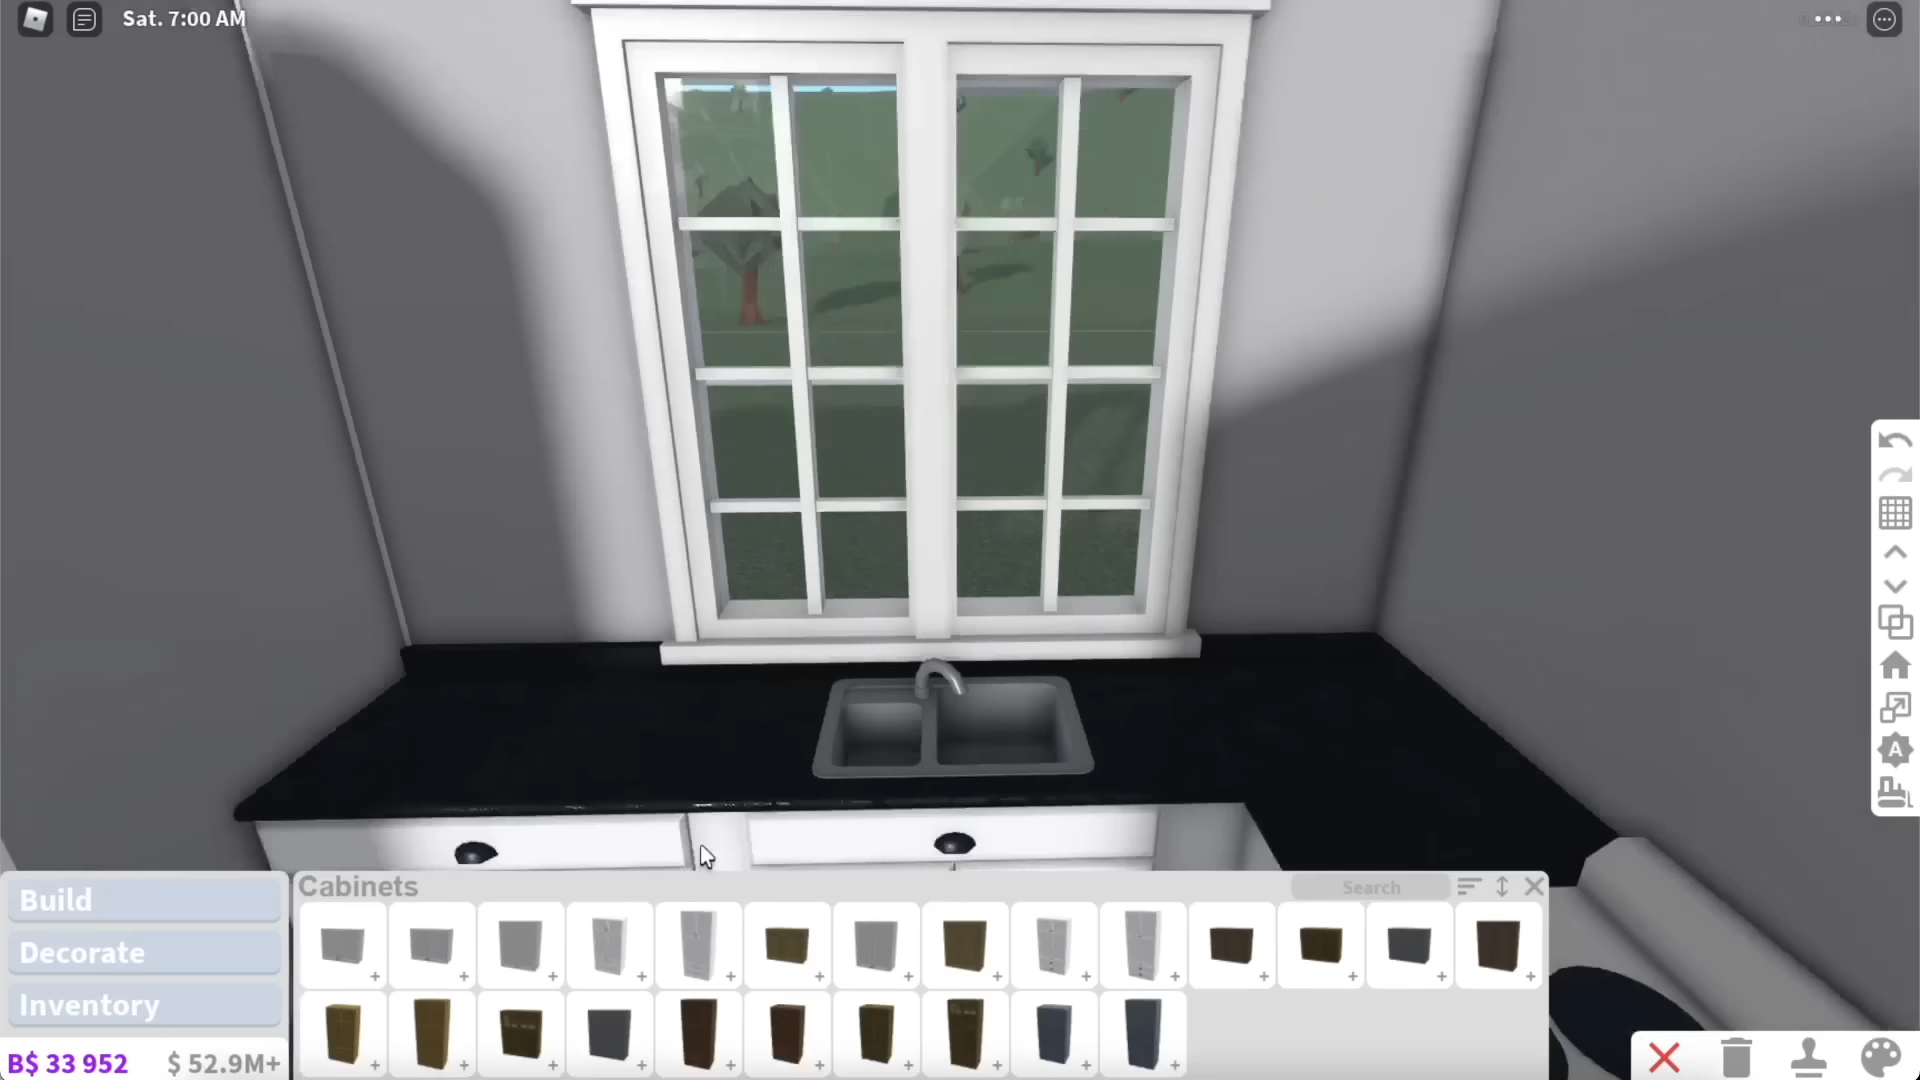 Sat. 7:00 AM
Cabinets
Search
Build
Decorate
Inventory
B$ 33 952
$ 52.9M+
A